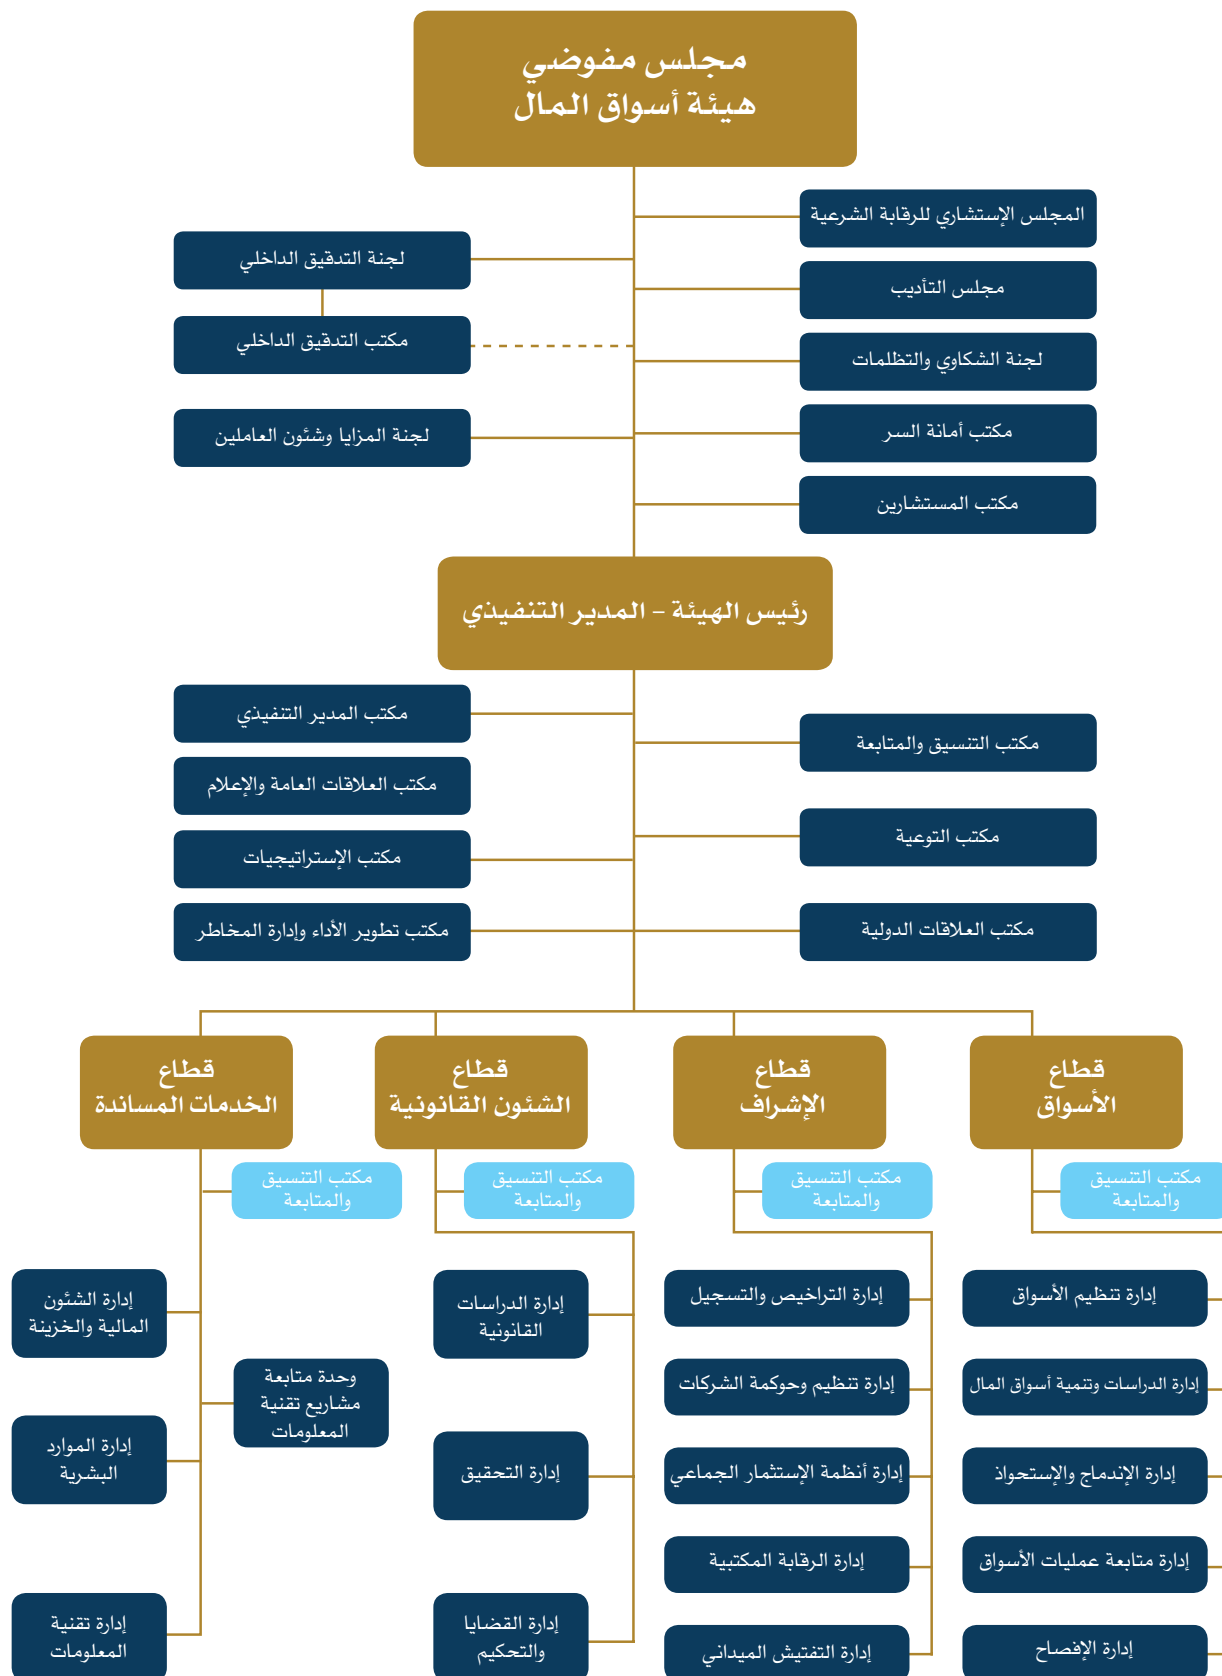 مجلس مفوضي
هيئة أسواق المال
المجلس الإستشاري للرقابة الشرعية
مجلس التأديب
لجنة الشكاوي والتظلمات
مكتب أمانة السر
مكتب المستشارين
لجنة التدقيق الداخلي
مكتب التدقيق الداخلي
لجنة المزايا وشئون العاملين
رئيس الهيئة - المدير التنفيذي
مكتب التنسيق والمتابعة
مكتب التوعية
مكتب العلاقات الدولية
مكتب المدير التنفيذي
مكتب العلاقات العامة والإعلام
مكتب الإستراتيجيات
مكتب تطوير الأداء وإدارة المخاطر
قطاع
الأسواق
مكتب التنسيق
والمتابعة
إدارة تنظيم الأسواق
إدارة الدراسات وتنمية أسواق المال
إدارة الإندماج والإستحواذ
إدارة متابعة عمليات الأسواق
إدارة الإفصاح
قطاع
الإشراف
مكتب التنسيق
والمتابعة
إدارة التراخيص والتسجيل
إدارة تنظيم وحوكمة الشركات
إدارة أنظمة الإستثمار الجماعي
إدارة الرقابة المكتبية
إدارة التفتيش الميداني
قطاع
الشئون القانونية
مكتب التنسيق
والمتابعة
إدارة الدراسات
القانونية
إدارة التحقيق
إدارة القضايا
والتحكيم
قطاع
الخدمات المساندة
مكتب التنسيق
والمتابعة
وحدة متابعة
مشاريع تقنية
المعلومات
إدارة الشئون
المالية والخزينة
إدارة الموارد
البشرية
إدارة تقنية
المعلومات